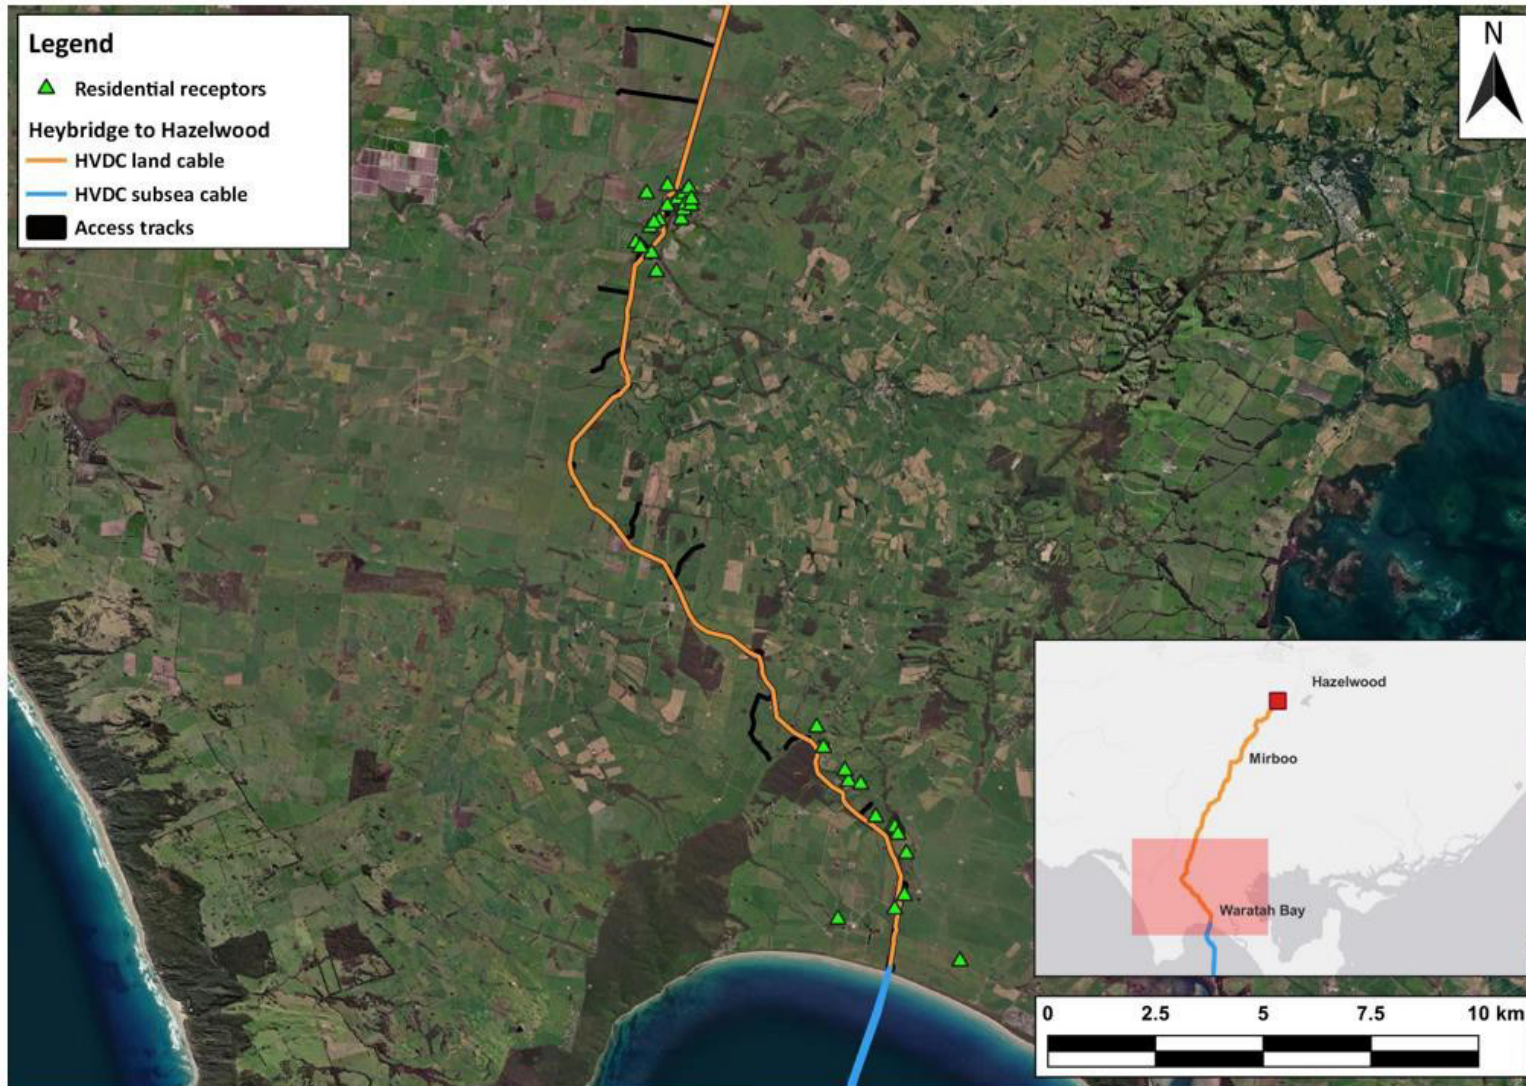 Legend
Residential receptors
Heybridge to Hazelwood
HVDC land cable
HVDC subsea cable
Access tracks
N
Hazelwood
Mirboo
Waratah Bay
0 2.5 5 7.5 10 km